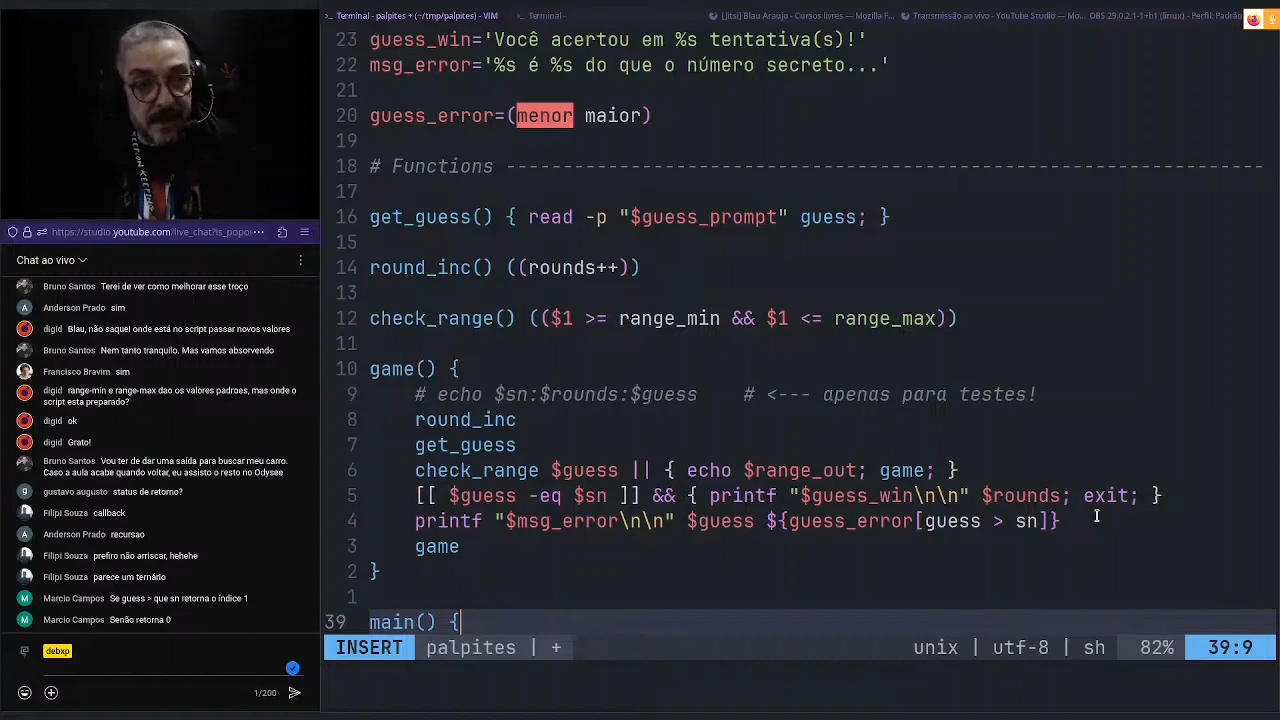 Terminal - palpites + (~/tmp/palpites) - VIM
Terminal -
[Jitsi] Blau Araujo - Cursos livres — Mozilla F...
Transmissão ao vivo - YouTube Studio — Mo...
OBS 29.0.2.1-1+b1 (linux) - Perfil: Padrão
KEEP ON KEEPING
https://studio.youtube.com/live_chat?is_popou ···
Chat ao vivo
Bruno Santos Terei de ver como melhorar esse troço
Anderson Prado sim
digid Blau, não saquei onde está no script passar novos valores
Bruno Santos Nem tanto tranquilo. Mas vamos absorvendo
Francisco Bravim sim
digid range-min e range-max dao os valores padroes, mas onde o
script esta preparado?
digid ok
digid Grato!
Bruno Santos Vou ter de dar uma saída para buscar meu carro.
Caso a aula acabe quando voltar, eu assisto o resto no Odysee
gustavo augusto status de retorno?
Filipi Souza callback
Anderson Prado recursao
Filipi Souza prefiro não arriscar, hehehe
Filipi Souza parece um ternário
Marcio Campos Se guess > que sn retorna o índice 1
Marcio Campos Senão retorna 0
debxp
1/200
23 guess_win='Você acertou em %s tentativa(s)!'
22 msg_error='%s é %s do que o número secreto...'
21
20 guess_error=(menor maior)
19
18 # Functions -------------------------------------------------------------------
17
16 get_guess() { read -p "$guess_prompt" guess; }
15
14 round_inc() ((rounds++))
13
12 check_range() (($1 >= range_min && $1 <= range_max))
11
10 game() {
9 # echo $sn:$rounds:$guess    # <--- apenas para testes!
8 round_inc
7 get_guess
6 check_range $guess || { echo $range_out; game; }
5 [[ $guess -eq $sn ]] && { printf "$guess_win\n\n" $rounds; exit; }
4 printf "$msg_error\n\n" $guess ${guess_error[guess > sn]}
3 game
2 }
1
39 main() {
INSERT palpites | + unix | utf-8 | sh 82% 39:9